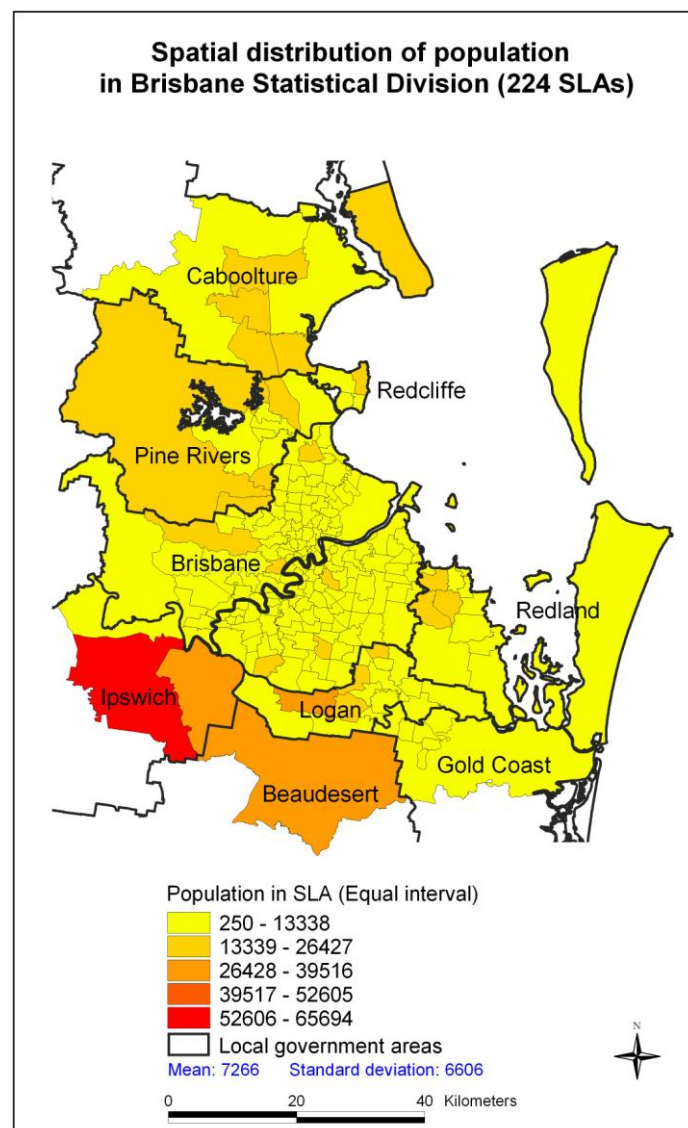 Spatial distribution of population
in Brisbane Statistical Division (224 SLAs)
Caboolture
Redcliffe
Pine Rivers
Brisbane
Redland
Ipswich
Logan
Gold Coast
Beaudesert
Population in SLA (Equal interval)
250 - 13338
13339 - 26427
26428 - 39516
39517 - 52605
52606 - 65694
Local government areas
Mean: 7266 Standard deviation: 6606
N
0 20 40 Kilometers